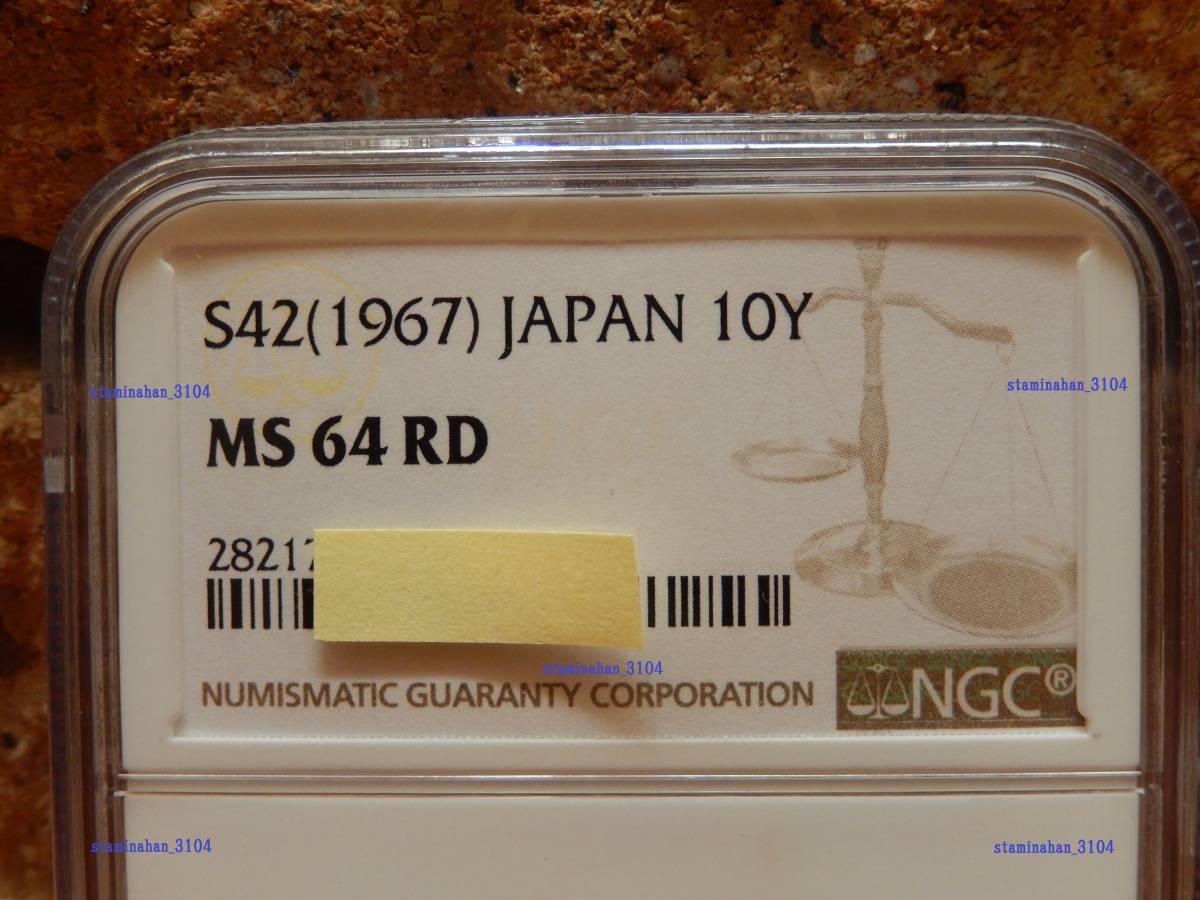 S42(1967) JAPAN 10Y
staminahan_3104
staminahan_3104
MS 64 RD
28217
staminahan_3104
NUMISMATIC GUARANTY CORPORATION
NGC®
staminahan_3104
staminahan_3104